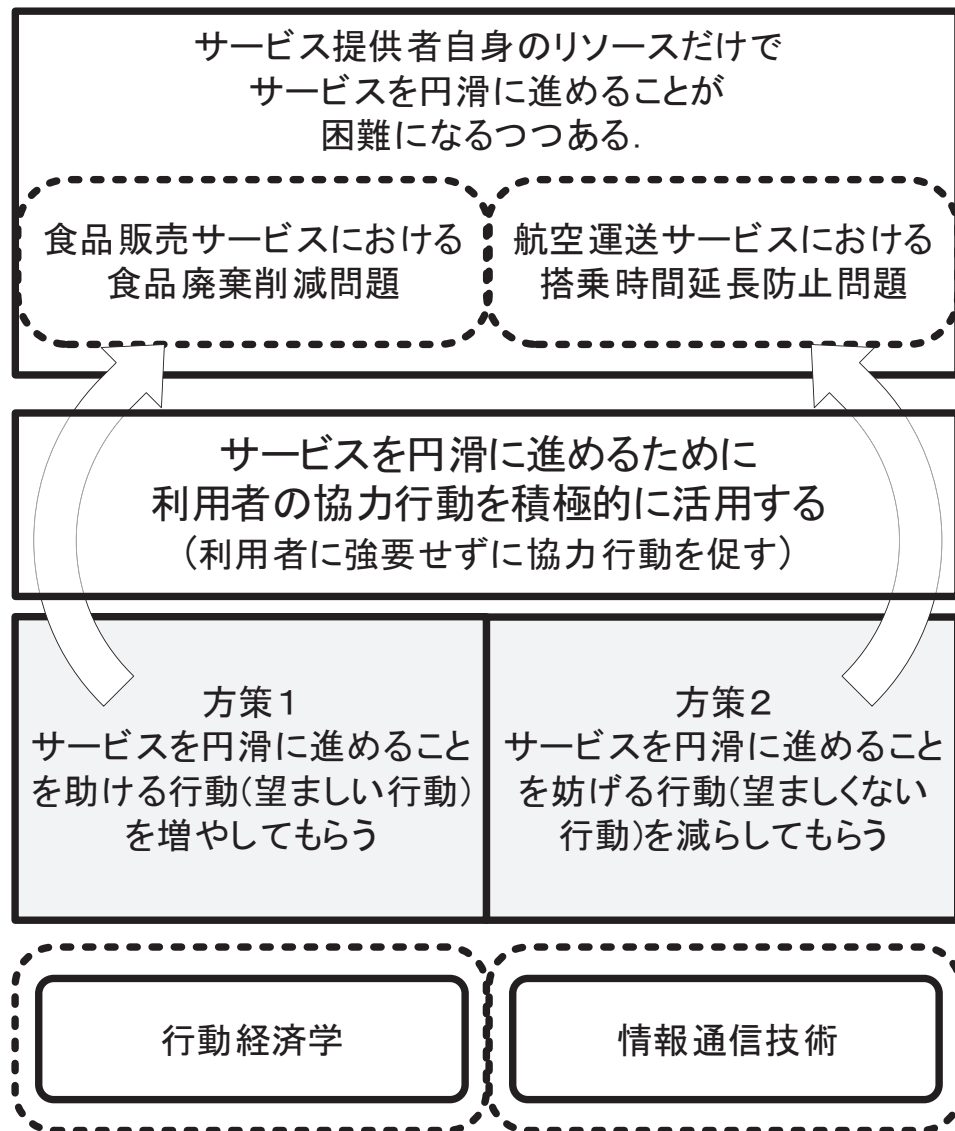 サービス提供者自身のリソースだけで
サービスを円滑に進めることが
困難になるつつある.
食品販売サービスにおける
食品廃棄削減問題
航空運送サービスにおける
搭乗時間延長防止問題
サービスを円滑に進めるために
利用者の協力行動を積極的に活用する
(利用者に強要せずに協力行動を促す)
方策1
サービスを円滑に進めること
を助ける行動(望ましい行動)
を増やしてもらう
方策2
サービスを円滑に進めること
を妨げる行動(望ましくない
行動)を減らしてもらう
行動経済学
情報通信技術